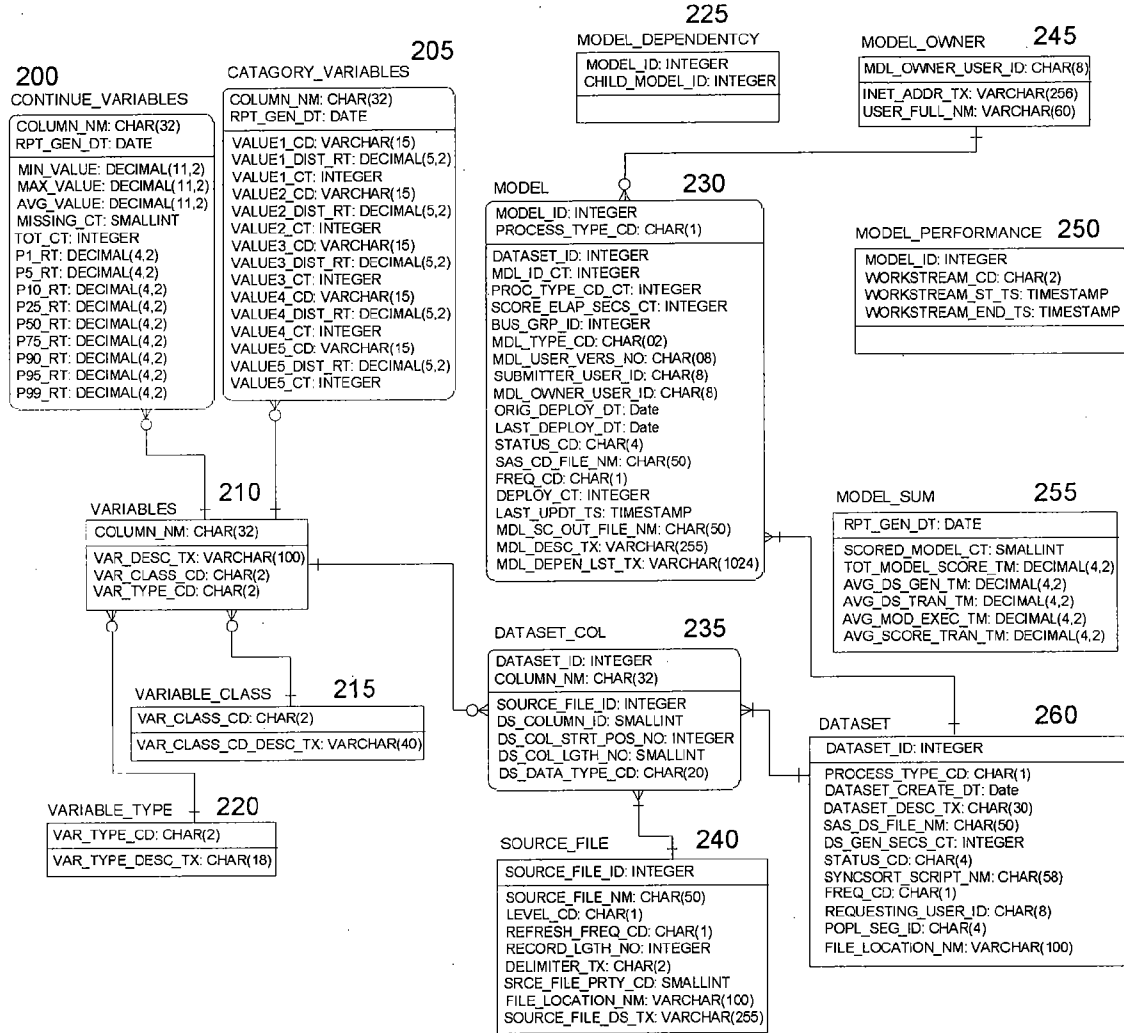 200
CONTINUE_VARIABLES
COLUMN_NM: CHAR(32)
RPT_GEN_DT: DATE
MIN_VALUE: DECIMAL(11,2)
MAX_VALUE: DECIMAL(11,2)
AVG_VALUE: DECIMAL(11,2)
MISSING_CT: SMALLINT
TOT_CT: INTEGER
P1_RT: DECIMAL(4,2)
P5_RT: DECIMAL(4,2)
P10_RT: DECIMAL(4,2)
P25_RT: DECIMAL(4,2)
P50_RT: DECIMAL(4,2)
P75_RT: DECIMAL(4,2)
P90_RT: DECIMAL(4,2)
P95_RT: DECIMAL(4,2)
P99_RT: DECIMAL(4,2)
205
CATAGORY_VARIABLES
COLUMN_NM: CHAR(32)
RPT_GEN_DT: DATE
VALUE1_CD: VARCHAR(15)
VALUE1_DIST_RT: DECIMAL(5,2)
VALUE1_CT: INTEGER
VALUE2_CD: VARCHAR(15)
VALUE2_DIST_RT: DECIMAL(5,2)
VALUE2_CT: INTEGER
VALUE3_CD: VARCHAR(15)
VALUE3_DIST_RT: DECIMAL(5,2)
VALUE3_CT: INTEGER
VALUE4_CD: VARCHAR(15)
VALUE4_DIST_RT: DECIMAL(5,2)
VALUE4_CT: INTEGER
VALUE5_CD: VARCHAR(15)
VALUE5_DIST_RT: DECIMAL(5,2)
VALUE5_CT: INTEGER
225
MODEL_DEPENDENTCY
MODEL_ID: INTEGER
CHILD_MODEL_ID: INTEGER
MODEL_OWNER 245
MDL_OWNER_USER_ID: CHAR(8)
INET_ADDR_TX: VARCHAR(256)
USER_FULL_NM: VARCHAR(60)
MODEL 230
MODEL_ID: INTEGER
PROCESS_TYPE_CD: CHAR(1)
DATASET_ID: INTEGER
MDL_ID_CT: INTEGER
PROC_TYPE_CD_CT: INTEGER
SCORE_ELAP_SECS_CT: INTEGER
BUS_GRP_ID: INTEGER
MDL_TYPE_CD: CHAR(02)
MDL_USER_VERS_NO: CHAR(08)
SUBMITTER_USER_ID: CHAR(8)
MDL_OWNER_USER_ID: CHAR(8)
ORIG_DEPLOY_DT: Date
LAST_DEPLOY_DT: Date
STATUS_CD: CHAR(4)
SAS_CD_FILE_NM: CHAR(50)
FREQ_CD: CHAR(1)
DEPLOY_CT: INTEGER
LAST_UPDT_TS: TIMESTAMP
MDL_SC_OUT_FILE_NM: CHAR(50)
MDL_DESC_TX: VARCHAR(255)
MDL_DEPEN_LST_TX: VARCHAR(1024)
MODEL_PERFORMANCE 250
MODEL_ID: INTEGER
WORKSTREAM_CD: CHAR(2)
WORKSTREAM_ST_TS: TIMESTAMP
WORKSTREAM_END_TS: TIMESTAMP
VARIABLES 210
COLUMN_NM: CHAR(32)
VAR_DESC_TX: VARCHAR(100)
VAR_CLASS_CD: CHAR(2)
VAR_TYPE_CD: CHAR(2)
MODEL_SUM 255
RPT_GEN_DT: DATE
SCORED_MODEL_CT: SMALLINT
TOT_MODEL_SCORE_TM: DECIMAL(4,2)
AVG_DS_GEN_TM: DECIMAL(4,2)
AVG_DS_TRAN_TM: DECIMAL(4,2)
AVG_MOD_EXEC_TM: DECIMAL(4,2)
AVG_SCORE_TRAN_TM: DECIMAL(4,2)
DATASET_COL 235
DATASET_ID: INTEGER
COLUMN_NM: CHAR(32)
SOURCE_FILE_ID: INTEGER
DS_COLUMN_ID: SMALLINT
DS_COL_STRT_POS_NO: INTEGER
DS_COL_LGTH_NO: SMALLINT
DS_DATA_TYPE_CD: CHAR(20)
VARIABLE_CLASS 215
VAR_CLASS_CD: CHAR(2)
VAR_CLASS_CD_DESC_TX: VARCHAR(40)
VARIABLE_TYPE 220
VAR_TYPE_CD: CHAR(2)
VAR_TYPE_DESC_TX: CHAR(18)
SOURCE_FILE 240
SOURCE_FILE_ID: INTEGER
SOURCE_FILE_NM: CHAR(50)
LEVEL_CD: CHAR(1)
REFRESH_FREQ_CD: CHAR(1)
RECORD_LGTH_NO: INTEGER
DELIMITER_TX: CHAR(2)
SRCE_FILE_PRTY_CD: SMALLINT
FILE_LOCATION_NM: VARCHAR(100)
SOURCE_FILE_DS_TX: VARCHAR(255)
DATASET 260
DATASET_ID: INTEGER
PROCESS_TYPE_CD: CHAR(1)
DATASET_CREATE_DT: Date
DATASET_DESC_TX: CHAR(30)
SAS_DS_FILE_NM: CHAR(50)
DS_GEN_SECS_CT: INTEGER
STATUS_CD: CHAR(4)
SYNCSORT_SCRIPT_NM: CHAR(58)
FREQ_CD: CHAR(1)
REQUESTING_USER_ID: CHAR(8)
POPL_SEG_ID: CHAR(4)
FILE_LOCATION_NM: VARCHAR(100)